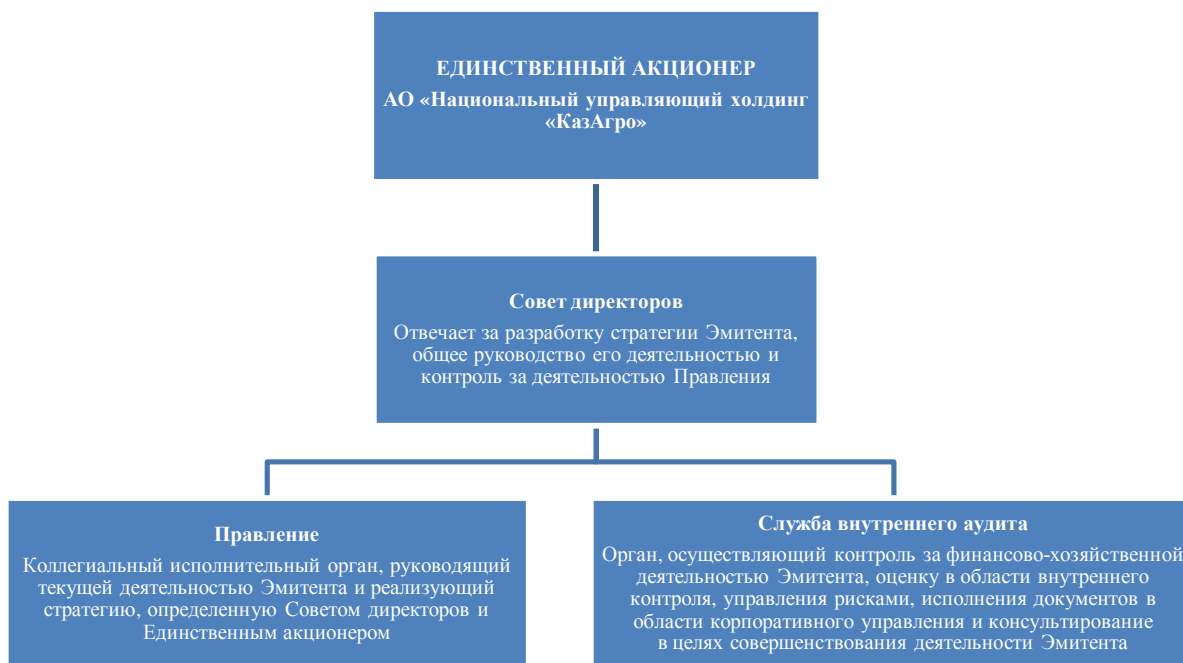 ЕДИНСТВЕННЫЙ АКЦИОНЕР
АО «Национальный управляющий холдинг
«КазАгро»
Совет директоров
Отвечает за разработку стратегии Эмитента,
общее руководство его деятельностью и
контроль за деятельностью Правления
Правление
Коллегиальный исполнительный орган, руководящий
текущей деятельностью Эмитента и реализующий
стратегию, определенную Советом директоров и
Единственным акционером
Служба внутреннего аудита
Орган, осуществляющий контроль за финансово-хозяйственной
деятельностью Эмитента, оценку в области внутреннего
контроля, управления рисками, исполнения документов в
области корпоративного управления и консультирование
в целях совершенствования деятельности Эмитента